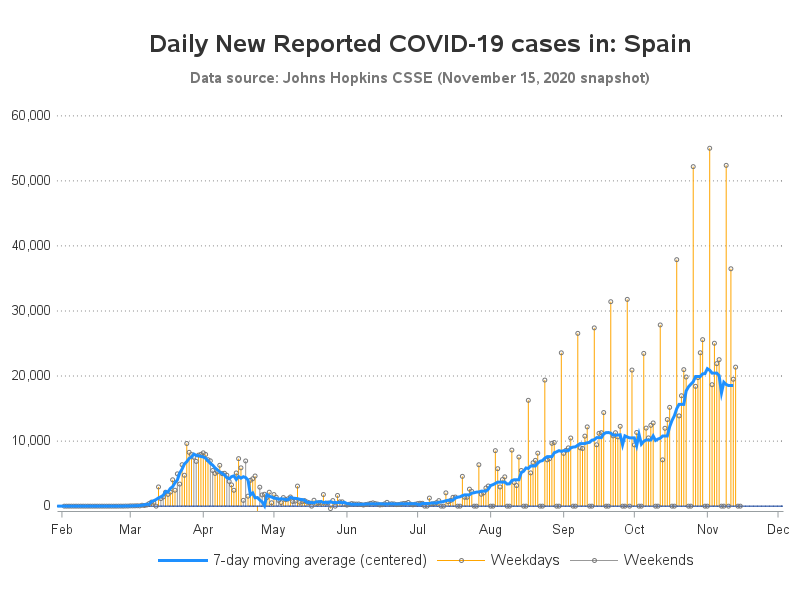 Daily New Reported COVID-19 cases in: Spain
Data source: Johns Hopkins CSSE (November 15, 2020 snapshot)
60,000
50,000
40,000
30,000
20,000
10,000
0
Feb Mar Apr Jun Jul Aug Sep Oct Nov Dec
7-day moving average (centered) Weekdays Weekends